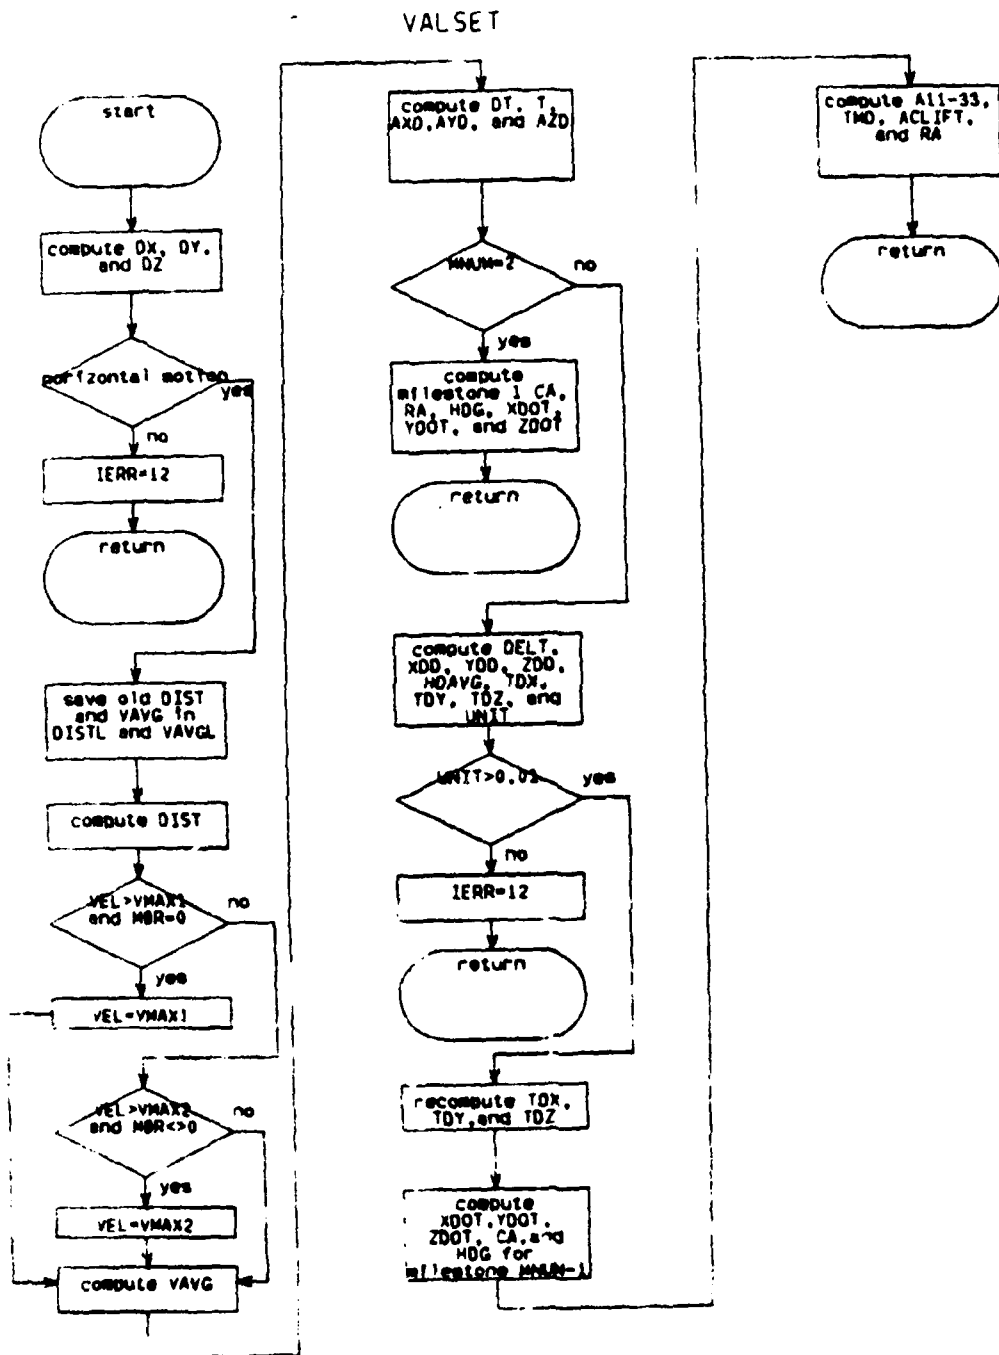 VALSET
start
compute DX, DY,
and DZ
horizontal motion
yes
no
IERR=12
return
save old DIST
and VAVG in
DISTL and VAVGL
compute DIST
VEL>VMAX1
and MØR=0
no
yes
VEL=VMAX1
VEL>VMAX2
and MØR<>0
no
yes
VEL=VMAX2
compute VAVG
compute DT, T,
AXD,AYD, and AZD
MNUM=2
no
yes
compute
milestone 1 CA,
RA, HDG, XDOT,
YDOT, and ZDOT
return
compute DELT,
XDD, YDD, ZDD,
HDAVG, TDX,
TDY, TDZ, and
UNIT
UNIT>0.01
yes
no
IERR=12
return
recompute TDX,
TDY,and TDZ
compute
XDOT,YDOT,
ZDOT, CA,and
HDG for
milestone MNUM-1
compute A11-33,
TMD, ACLIFT,
and RA
return